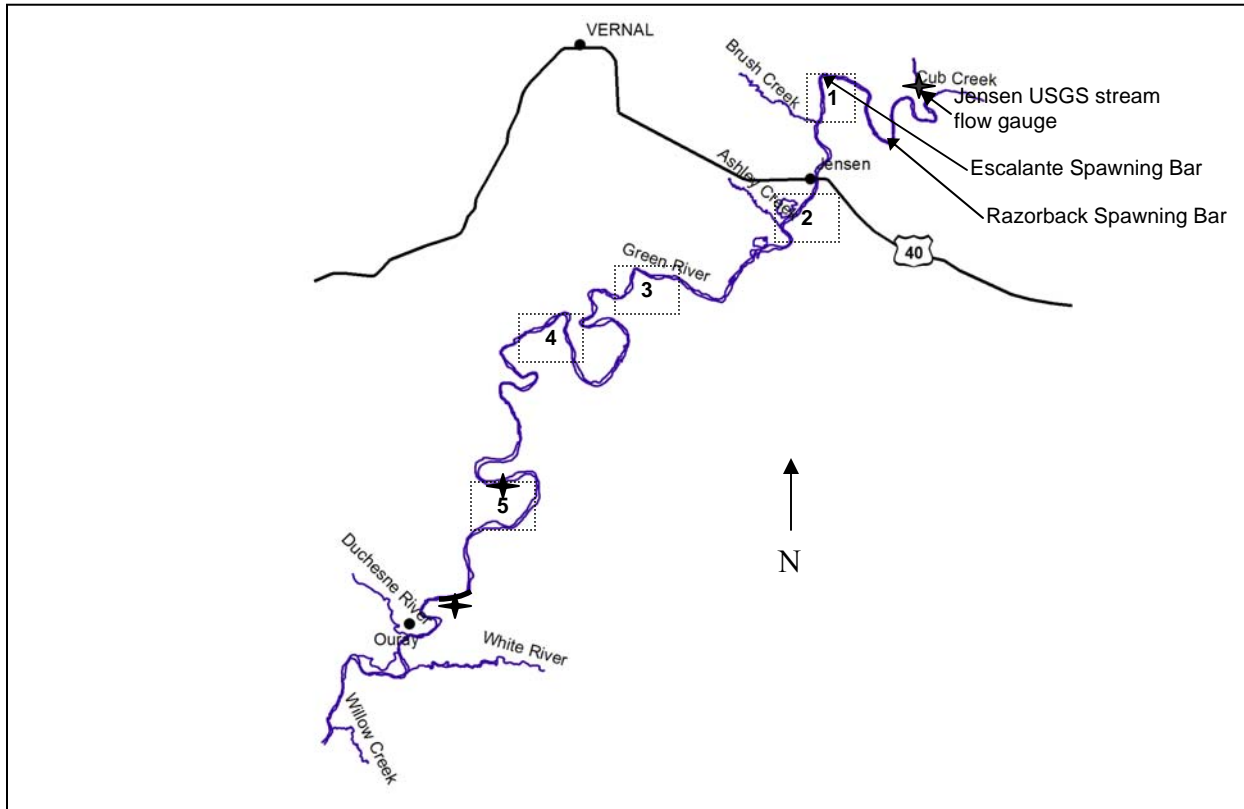 VERNAL
Brush Creek
Cub Creek
Jensen USGS stream
flow gauge
1
Escalante Spawning Bar
Jensen
Ashley Creek
Razorback Spawning Bar
2
40
Green River
3
4
5
N
Duchesne River
Ouray
White River
Willow Creek